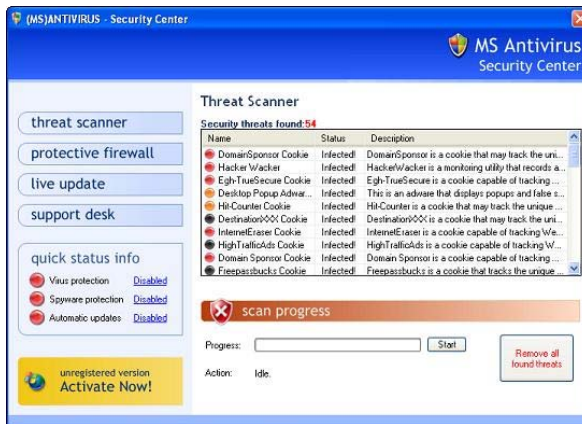 (MS)ANTIVIRUS - Security Center
MS Antivirus
Security Center
threat scanner
protective firewall
live update
support desk
quick status info
Virus protection Disabled
Spyware protection Disabled
Automatic updates Disabled
unregistered version
Activate Now!
Threat Scanner
Security threats found:54
Name Status Description
DomainSponsor Cookie Infected! DomainSponsor is a cookie that may track the uni...
Hacker Wacker Infected! HackerWacker is a monitoring utility that records a...
Egh-TrueSecure Cookie Infected! Egh-TrueSecure is a cookie capable of tracking ...
Desktop Popup Adwar... Infected! This is an adware that displays popups and false s...
Hit-Counter Cookie Infected! Hit-Counter is a cookie that may track the unique ...
DestinationXXX Cookie Infected! DestinationXXX is a cookie that may track the uni...
InternetEraser Cookie Infected! InternetEraser is a cookie capable of tracking We...
HighTrafficAds Cookie Infected! HighTrafficAds is a cookie capable of tracking W...
Domain Sponsor Cookie Infected! Domain Sponsor is a cookie capable of tracking ...
Freepassbucks Cookie Infected! Freepassbucks is a cookie that tracks the unique ...
scan progress
Progress: Start
Action: Idle.
Remove all
found threats